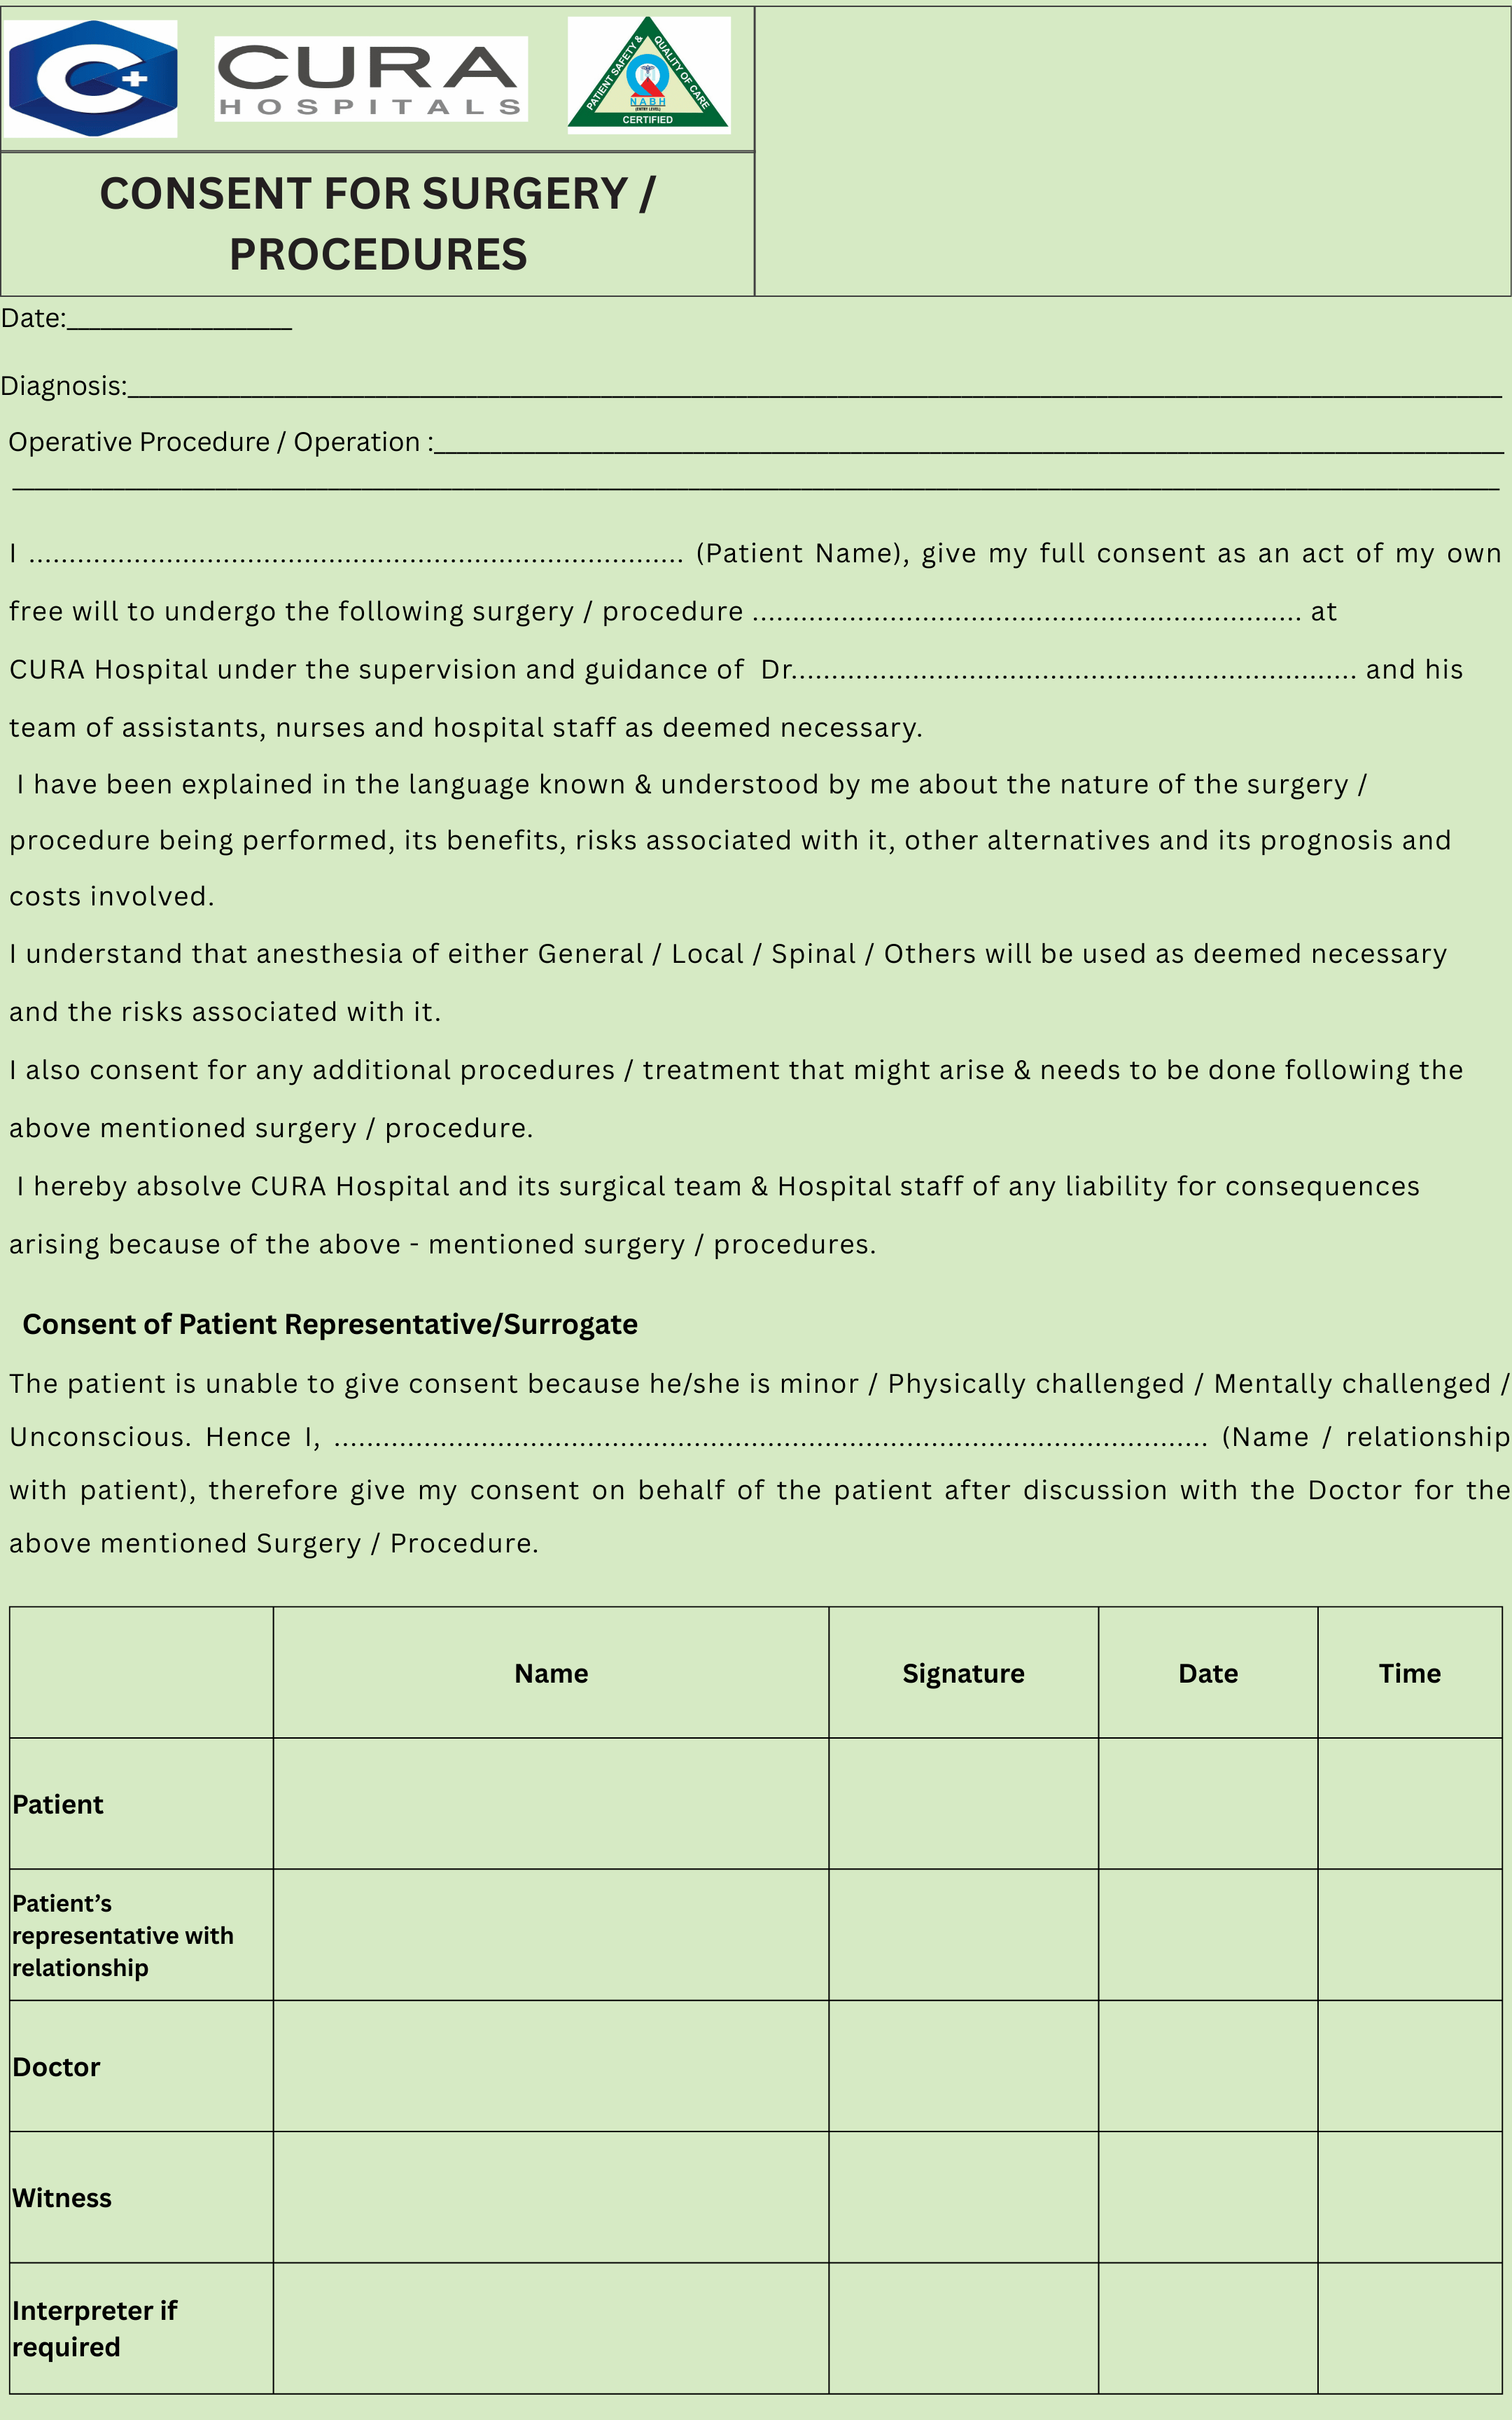 C+
CURA
HOSPITALS
PATIENT SAFETY & QUALITY OF CARE
NABH
(ENTRY LEVEL)
CERTIFIED
CONSENT FOR SURGERY /
PROCEDURES
Date:____________________
Diagnosis:______________________________________________________________________________
Operative Procedure / Operation :____________________________________________________________
____________________________________________________________________________________
I ................................................................................. (Patient Name), give my full consent as an act of my own
free will to undergo the following surgery / procedure .................................................................... at
CURA Hospital under the supervision and guidance of Dr...................................................................... and his
team of assistants, nurses and hospital staff as deemed necessary.
I have been explained in the language known & understood by me about the nature of the surgery /
procedure being performed, its benefits, risks associated with it, other alternatives and its prognosis and
costs involved.
I understand that anesthesia of either General / Local / Spinal / Others will be used as deemed necessary
and the risks associated with it.
I also consent for any additional procedures / treatment that might arise & needs to be done following the
above mentioned surgery / procedure.
I hereby absolve CURA Hospital and its surgical team & Hospital staff of any liability for consequences
arising because of the above - mentioned surgery / procedures.
Consent of Patient Representative/Surrogate
The patient is unable to give consent because he/she is minor / Physically challenged / Mentally challenged /
Unconscious. Hence I, ............................................................................................................ (Name / relationship
with patient), therefore give my consent on behalf of the patient after discussion with the Doctor for the
above mentioned Surgery / Procedure.
Name Signature Date Time
Patient
Patient’s
representative with
relationship
Doctor
Witness
Interpreter if
required